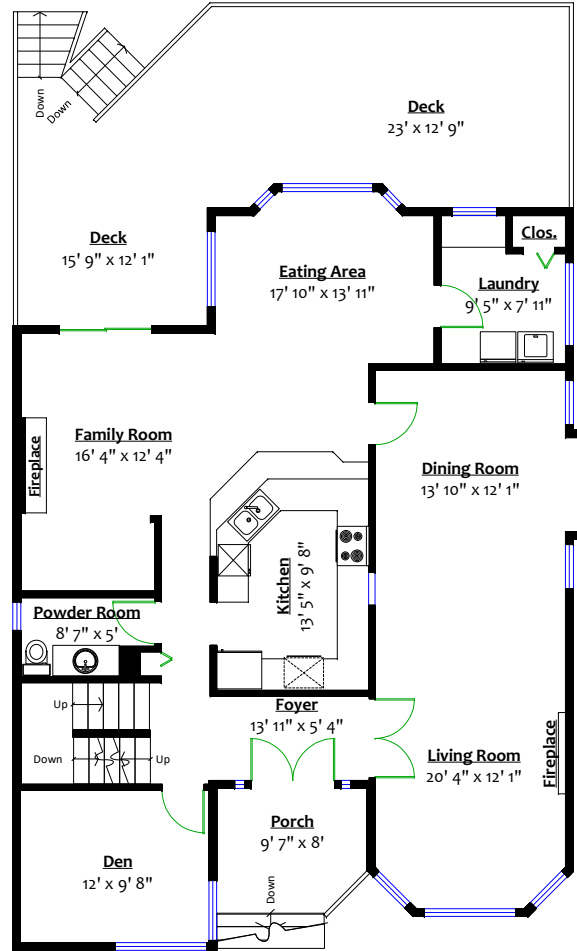 Down
Down
Deck
23' x 12' 9"
Deck
15' 9" x 12' 1"
Clos.
Eating Area
17' 10" x 13' 11"
Laundry
9' 5" x 7' 11"
Family Room
16' 4" x 12' 4"
Fireplace
Dining Room
13' 10" x 12' 1"
Kitchen
13' 5" x 9' 8"
Powder Room
8' 7" x 5'
Up
Foyer
13' 11" x 5' 4"
Down
Up
Living Room
20' 4" x 12' 1"
Fireplace
Porch
9' 7" x 8'
Den
12' x 9' 8"
Down